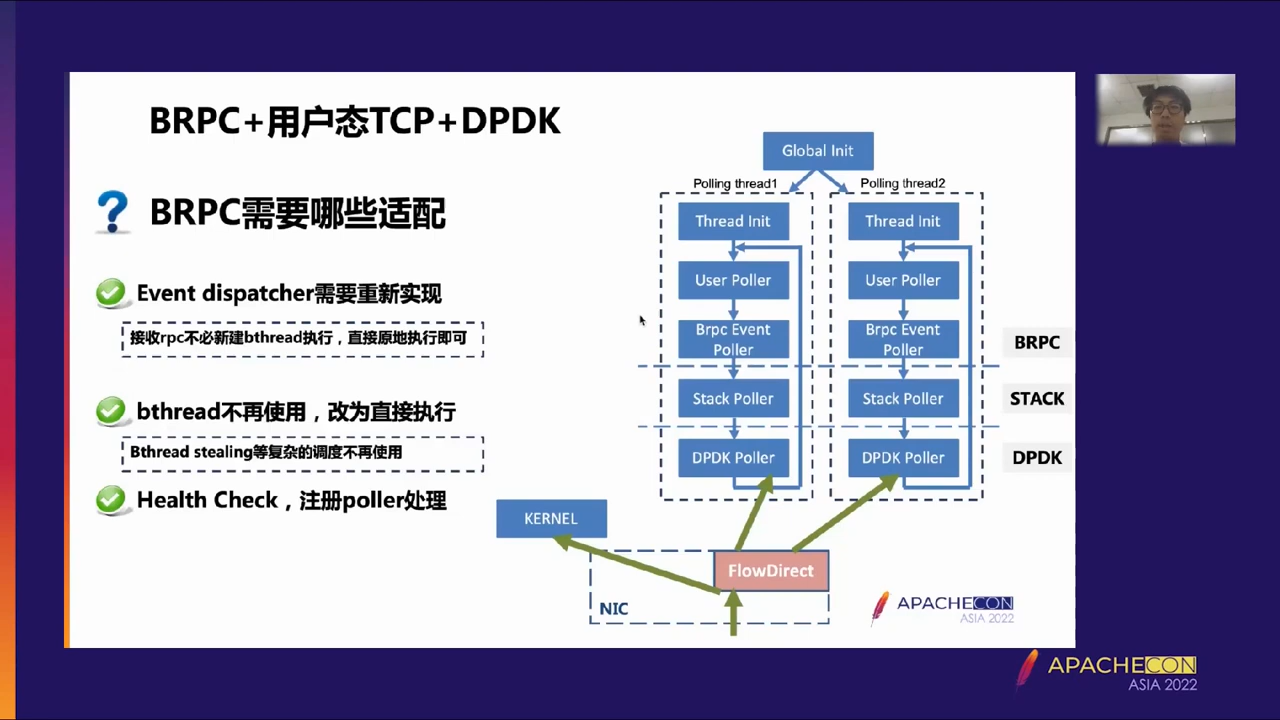 BRPC+用户态TCP+DPDK
BRPC需要哪些适配
Event dispatcher需要重新实现
接收rpc不必新建bthread执行，直接原地执行即可
bthread不再使用，改为直接执行
Bthread stealing等复杂的调度不再使用
Health Check，注册poller处理
Global Init
Polling thread1
Polling thread2
Thread Init
Thread Init
User Poller
User Poller
Brpc Event
Poller
Brpc Event
Poller
BRPC
Stack Poller
Stack Poller
STACK
DPDK Poller
DPDK Poller
DPDK
KERNEL
FlowDirect
NIC
APACHECON
ASIA 2022
APACHECON
ASIA 2022